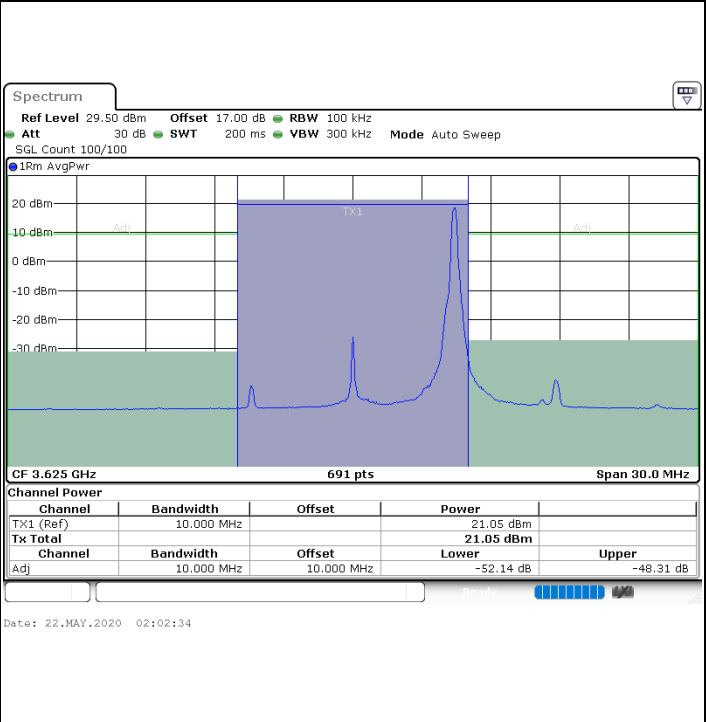 Spectrum
Ref Level 29.50 dBm Offset 17.00 dB RBW 100 kHz
Att 30 dB SWT 200 ms VBW 300 kHz Mode Auto Sweep
SGL Count 100/100
1Rm AvgPwr
20 dBm
TX1
Adj Adj
10 dBm
0 dBm
-10 dBm
-20 dBm
-30 dBm
CF 3.625 GHz 691 pts Span 30.0 MHz
Channel Power
Channel Bandwidth Offset Power
TX1 (Ref) 10.000 MHz 21.05 dBm
Tx Total 21.05 dBm
Channel Bandwidth Offset Lower Upper
Adj 10.000 MHz 10.000 MHz -52.14 dB -48.31 dB
Ready
Date: 22.MAY.2020 02:02:34